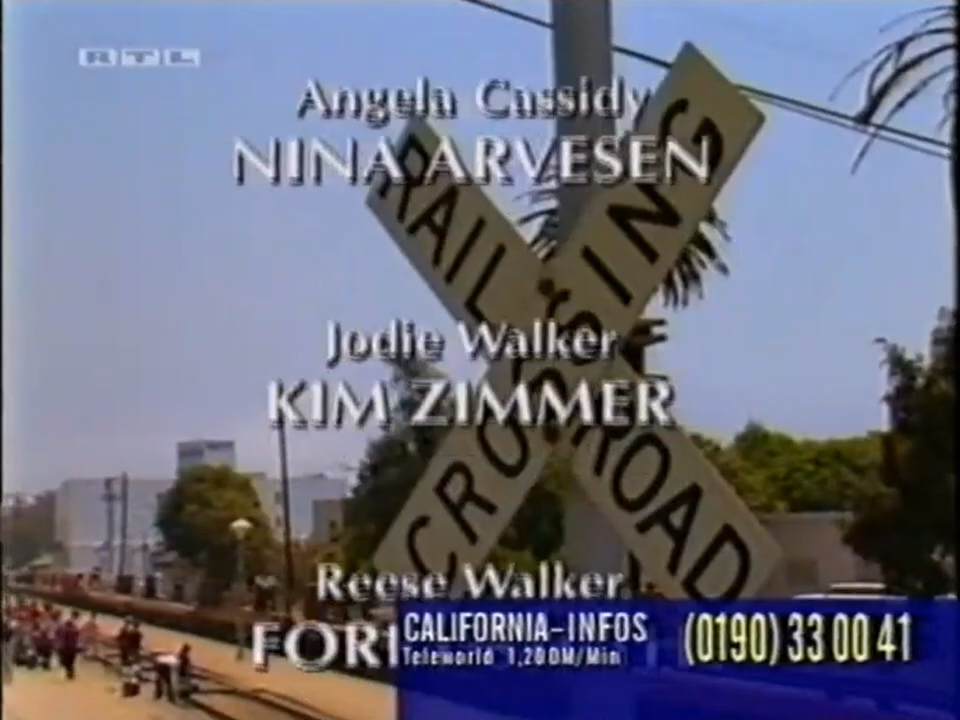 RTL
Angela Cassidy
NINA ARVESEN
RAILROAD
CROSSING
Jodie Walker
KIM ZIMMER
Reese Walker
CALIFORNIA-INFOS
(0190) 33 00 41
Teleworld 1,20DM/Min